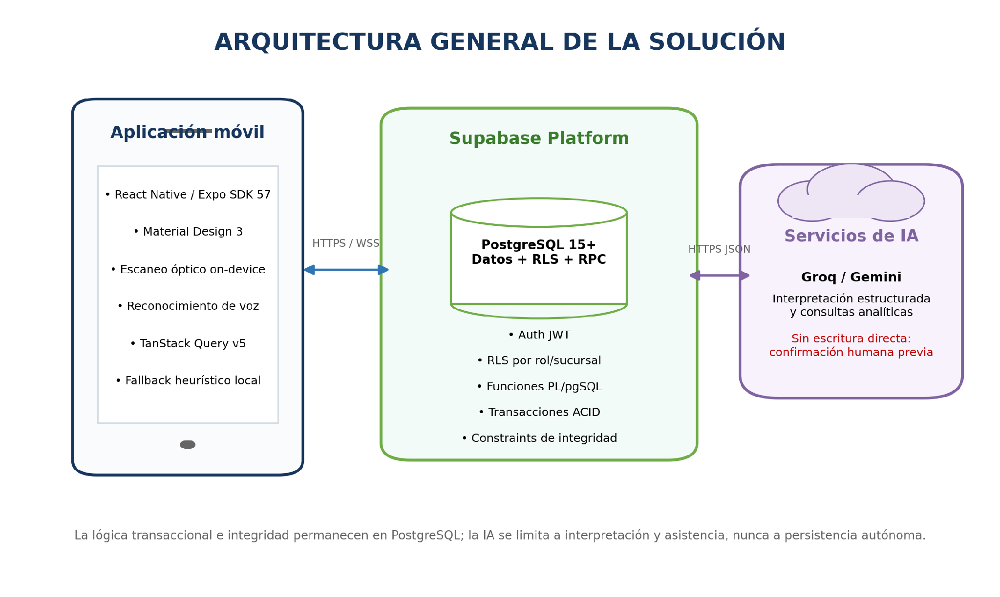 ARQUITECTURA GENERAL DE LA SOLUCIÓN
Aplicación móvil
• React Native / Expo SDK 57
• Material Design 3
• Escaneo óptico on-device
• Reconocimiento de voz
• TanStack Query v5
• Fallback heurístico local
HTTPS / WSS
Supabase Platform
PostgreSQL 15+
Datos + RLS + RPC
• Auth JWT
• RLS por rol/sucursal
• Funciones PL/pgSQL
• Transacciones ACID
• Constraints de integridad
HTTPS JSON
Servicios de IA
Groq / Gemini
Interpretación estructurada
y consultas analíticas
Sin escritura directa:
confirmación humana previa
La lógica transaccional e integridad permanecen en PostgreSQL; la IA se limita a interpretación y asistencia, nunca a persistencia autónoma.